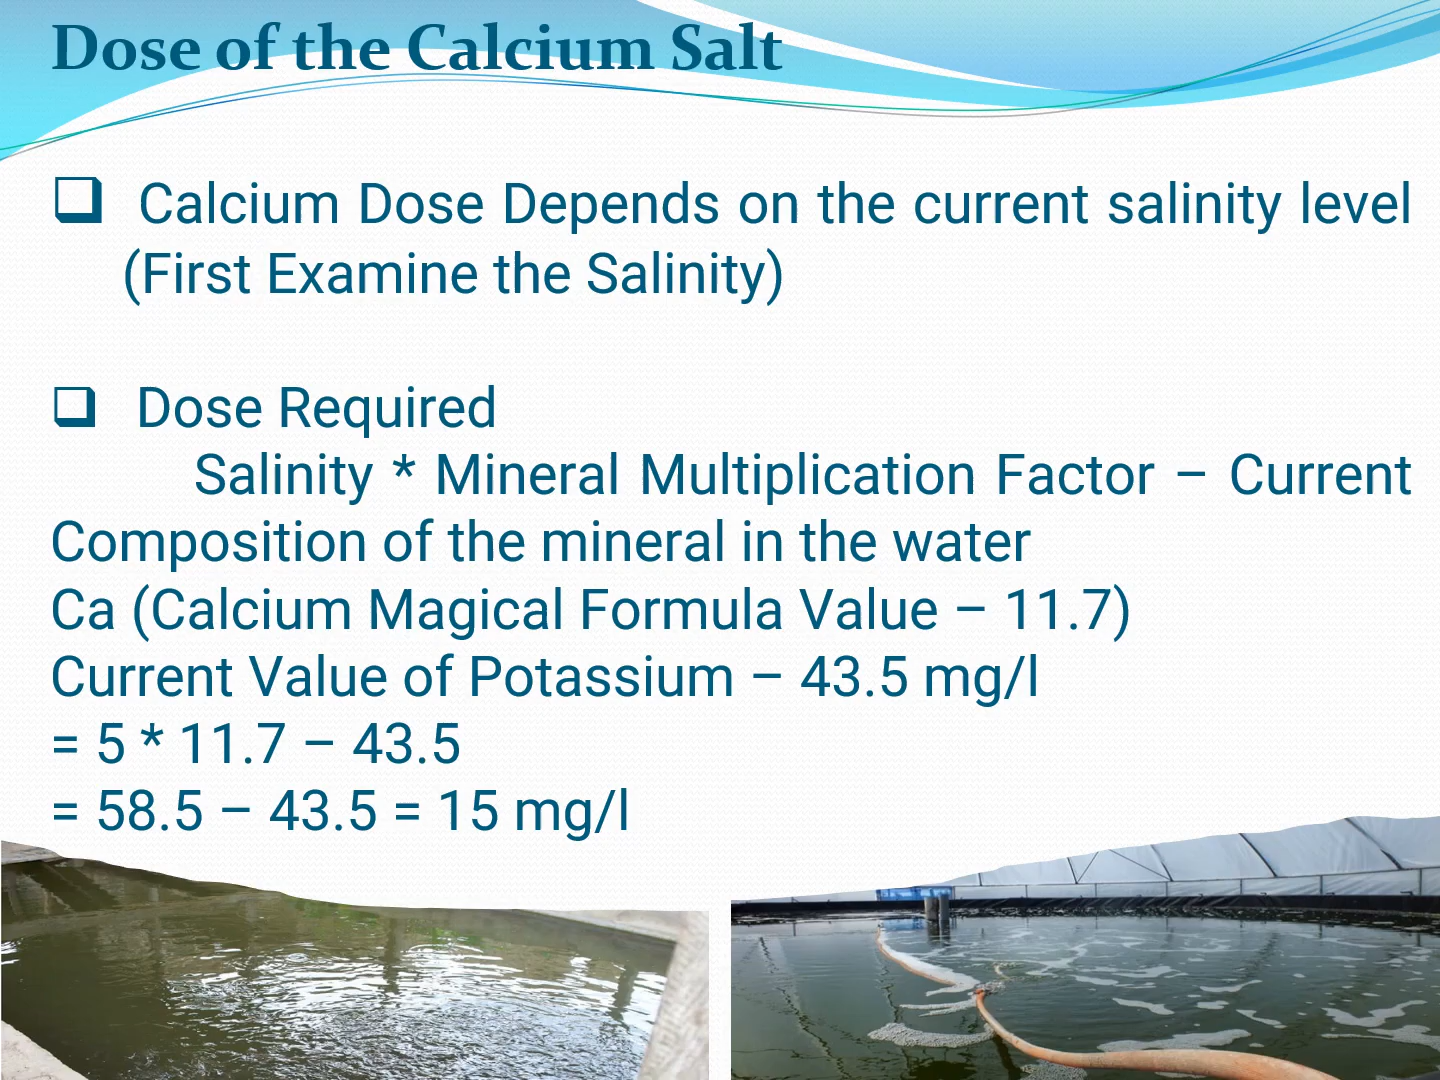 Dose of the Calcium Salt
❑ Calcium Dose Depends on the current salinity level
(First Examine the Salinity)
❑ Dose Required
Salinity * Mineral Multiplication Factor – Current
Composition of the mineral in the water
Ca (Calcium Magical Formula Value – 11.7)
Current Value of Potassium – 43.5 mg/l
= 5 * 11.7 – 43.5
= 58.5 – 43.5 = 15 mg/l